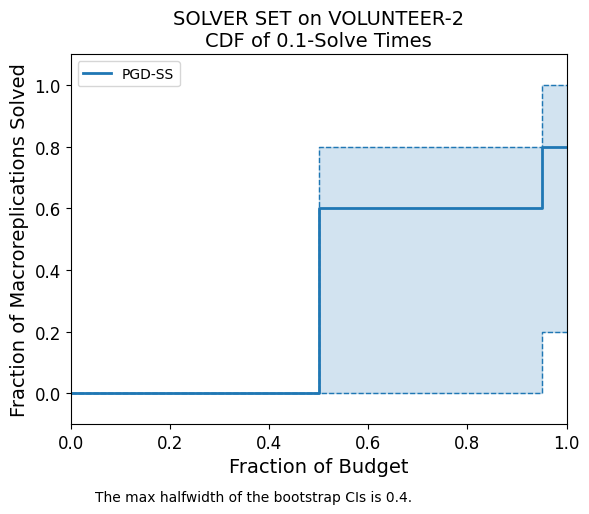 SOLVER SET on VOLUNTEER-2
CDF of 0.1-Solve Times
PGD-SS
Fraction of Macroreplications Solved
1.0
0.8
0.6
0.4
0.2
0.0
0.0 0.2 0.4 0.6 0.8 1.0
Fraction of Budget
The max halfwidth of the bootstrap CIs is 0.4.